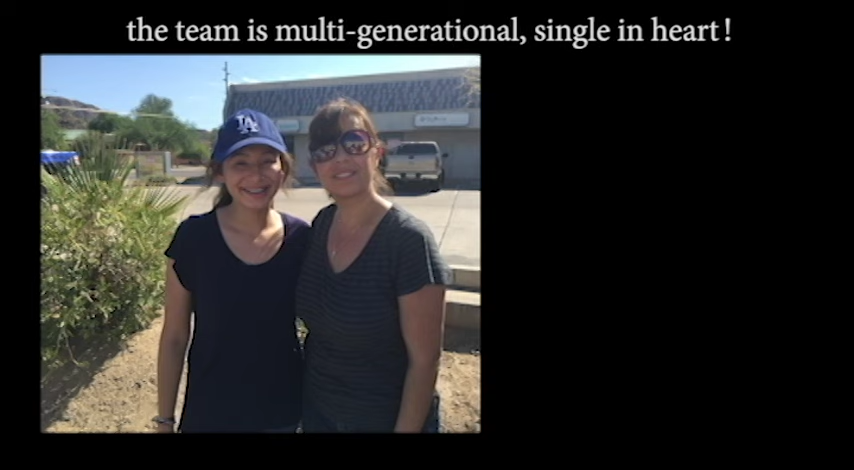 the team is multi-generational, single in heart!
LA